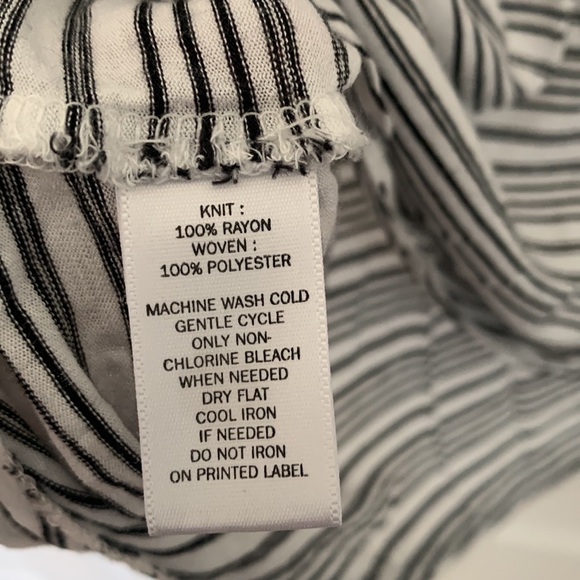 KNIT :
100% RAYON
WOVEN :
100% POLYESTER
MACHINE WASH COLD
GENTLE CYCLE
ONLY NON-
CHLORINE BLEACH
WHEN NEEDED
DRY FLAT
COOL IRON
IF NEEDED
DO NOT IRON
ON PRINTED LABEL